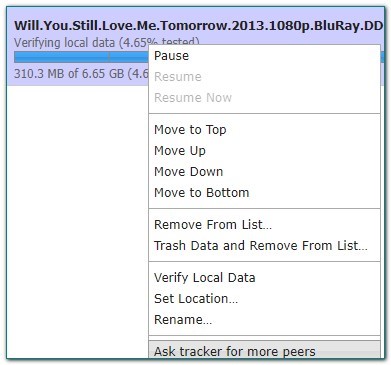 Will.You.Still.Love.Me.Tomorrow.2013.1080p.BluRay.DD
Verifying local data (4.65% tested)
310.3 MB of 6.65 GB (4.6
Pause
Resume
Resume Now
Move to Top
Move Up
Move Down
Move to Bottom
Remove From List...
Trash Data and Remove From List...
Verify Local Data
Set Location...
Rename...
Ask tracker for more peers